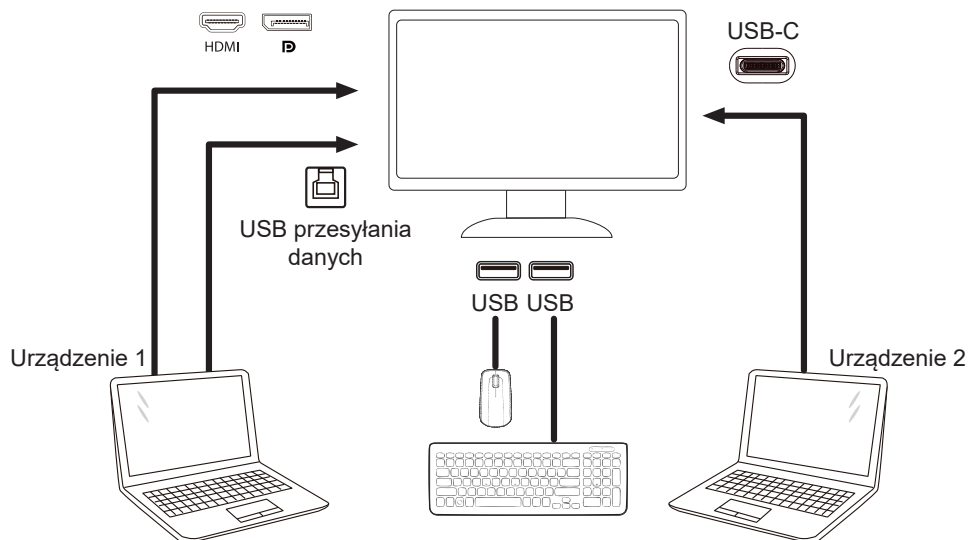 HDMI
USB-C
USB przesyłania
danych
USB USB
Urządzenie 1
Urządzenie 2